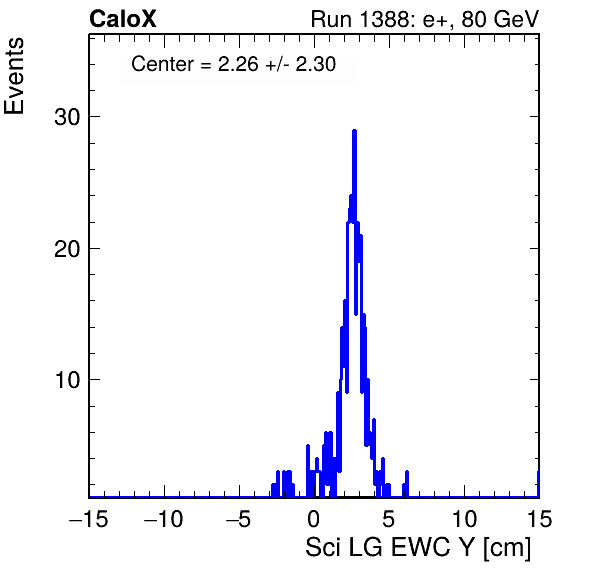 CaloX Run 1388: e+, 80 GeV
Center = 2.26 +/- 2.30
Events
30
20
10
−15 −10 −5 0 5 10 15
Sci LG EWC Y [cm]